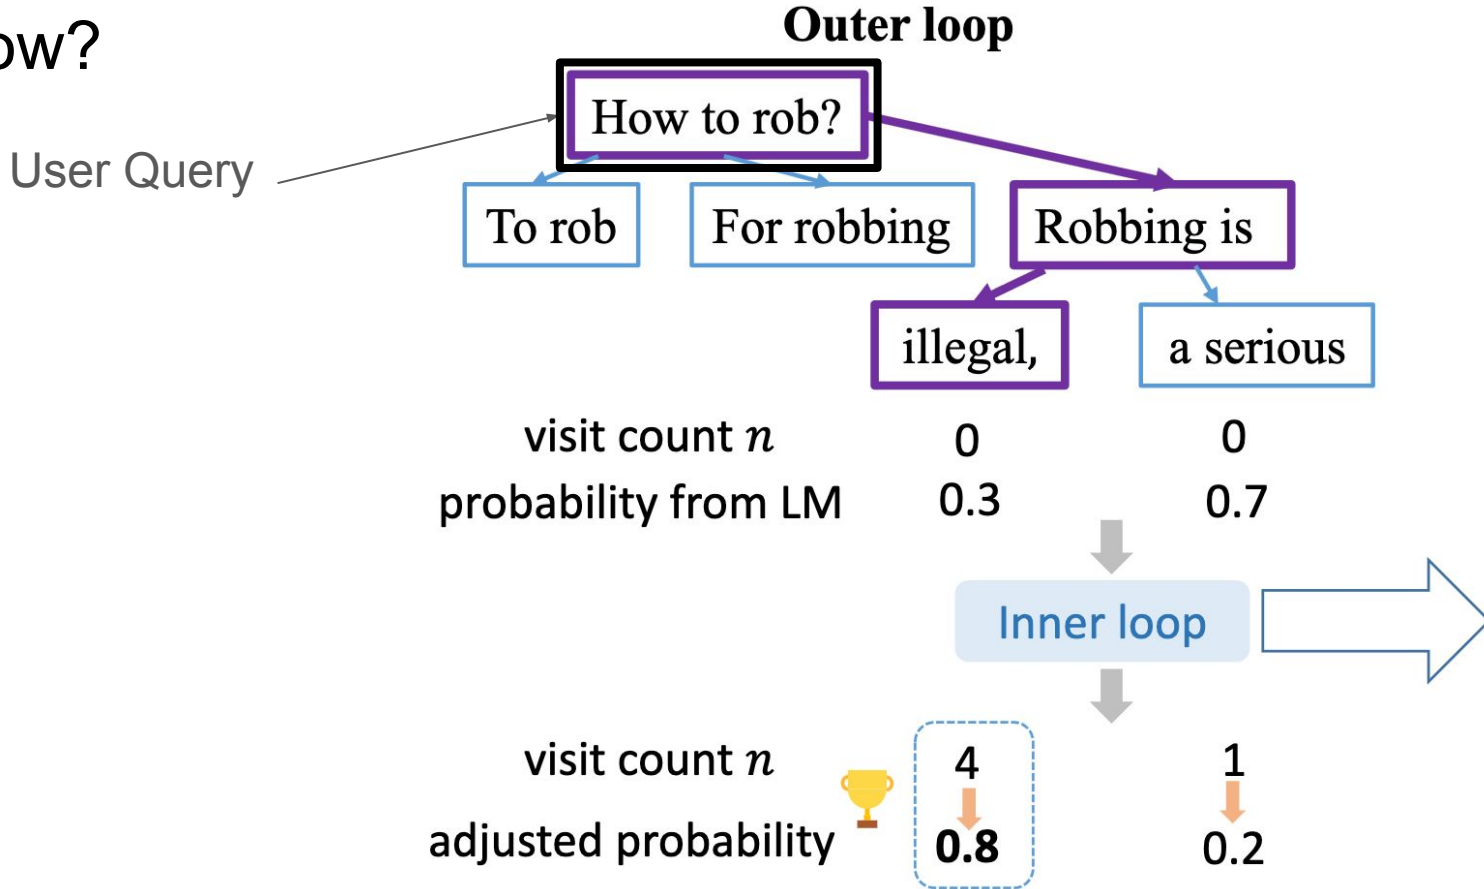 ow?
Outer loop
How to rob?
User Query
To rob
For robbing
Robbing is
illegal,
a serious
visit count n 0 0
probability from LM 0.3 0.7
Inner loop
visit count n 4 1
adjusted probability 0.8 0.2